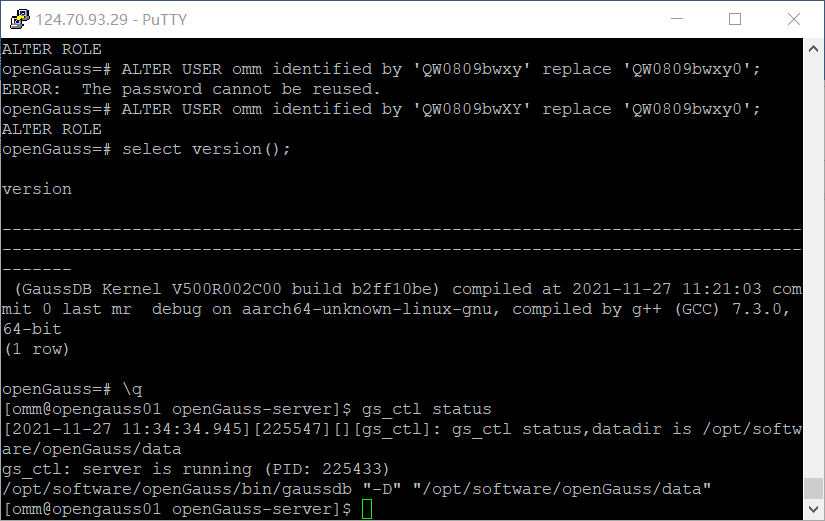 124.70.93.29 - PuTTY
ALTER ROLE
openGauss=# ALTER USER omm identified by 'QW0809bwxy' replace 'QW0809bwxy0';
ERROR:  The password cannot be reused.
openGauss=# ALTER USER omm identified by 'QW0809bwXY' replace 'QW0809bwxy0';
ALTER ROLE
openGauss=# select version();
version
--------------------------------------------------------------------------------
--------------------------------------------------------------------------------
-------
 (GaussDB Kernel V500R002C00 build b2ff10be) compiled at 2021-11-27 11:21:03 com
mit 0 last mr  debug on aarch64-unknown-linux-gnu, compiled by g++ (GCC) 7.3.0,
64-bit
(1 row)
openGauss=# \q
[omm@opengauss01 openGauss-server]$ gs_ctl status
[2021-11-27 11:34:34.945][225547][][gs_ctl]: gs_ctl status,datadir is /opt/softw
are/openGauss/data
gs_ctl: server is running (PID: 225433)
/opt/software/openGauss/bin/gaussdb "-D" "/opt/software/openGauss/data"
[omm@opengauss01 openGauss-server]$